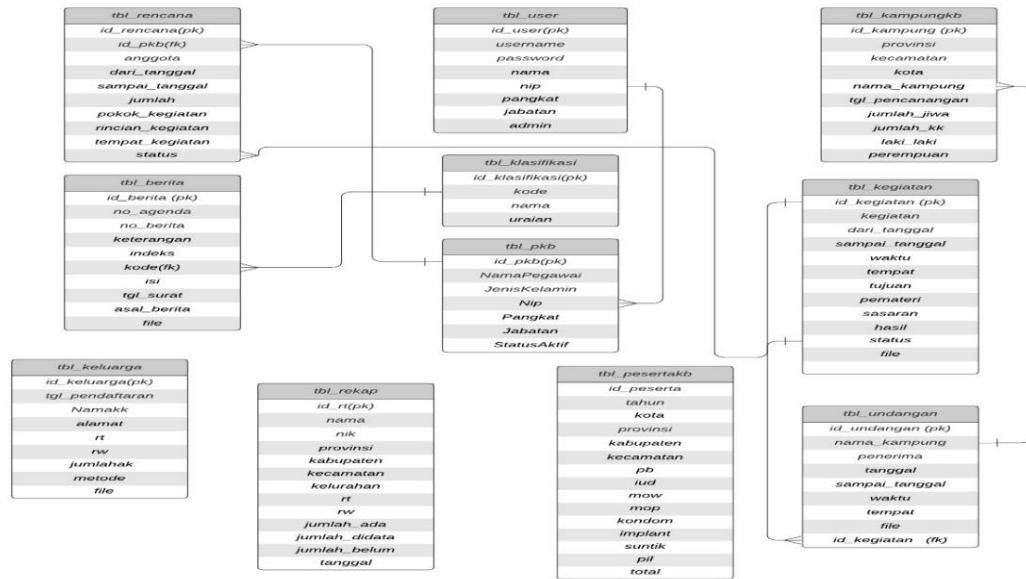 tbl_rencana
id_rencana(pk)
id_pkb(fk)
anggota
dari_tanggal
sampai_tanggal
jumlah
pokok_kegiatan
rincian_kegiatan
tempat_kegiatan
status
tbl_user
id_user(pk)
username
password
nama
nip
pangkat
jabatan
admin
tbl_kampungkb
id_kampung (pk)
provinsi
kecamatan
kota
nama_kampung
tgl_pencanangan
jumlah_jiwa
jumlah_kk
laki_laki
perempuan
tbl_berita
id_berita (pk)
no_agenda
no_berita
keterangan
indeks
kode(fk)
isi
tgl_surat
asal_berita
file
tbl_klasifikasi
id_klasifikasi(pk)
kode
nama
uraian
tbl_pkb
id_pkb(pk)
NamaPegawai
JenisKelamin
Nip
Pangkat
Jabatan
StatusAktif
tbl_kegiatan
id_kegiatan (pk)
kegiatan
dari_tanggal
sampai_tanggal
waktu
tempat
tujuan
pemateri
sasaran
hasil
status
file
tbl_keluarga
id_keluarga(pk)
tgl_pendaftaran
Namakk
alamat
rt
rw
jumlahak
metode
file
tbl_rekap
id_rt(pk)
nama
nik
provinsi
kabupaten
kecamatan
kelurahan
rt
rw
jumlah_ada
jumlah_didata
jumlah_belum
tanggal
tbl_pesertakb
id_peserta
tahun
kota
provinsi
kabupaten
kecamatan
pb
iud
mow
mop
kondom
implant
suntik
pil
total
tbl_undangan
id_undangan (pk)
nama_kampung
penerima
tanggal
sampai_tanggal
waktu
tempat
file
id_kegiatan (fk)